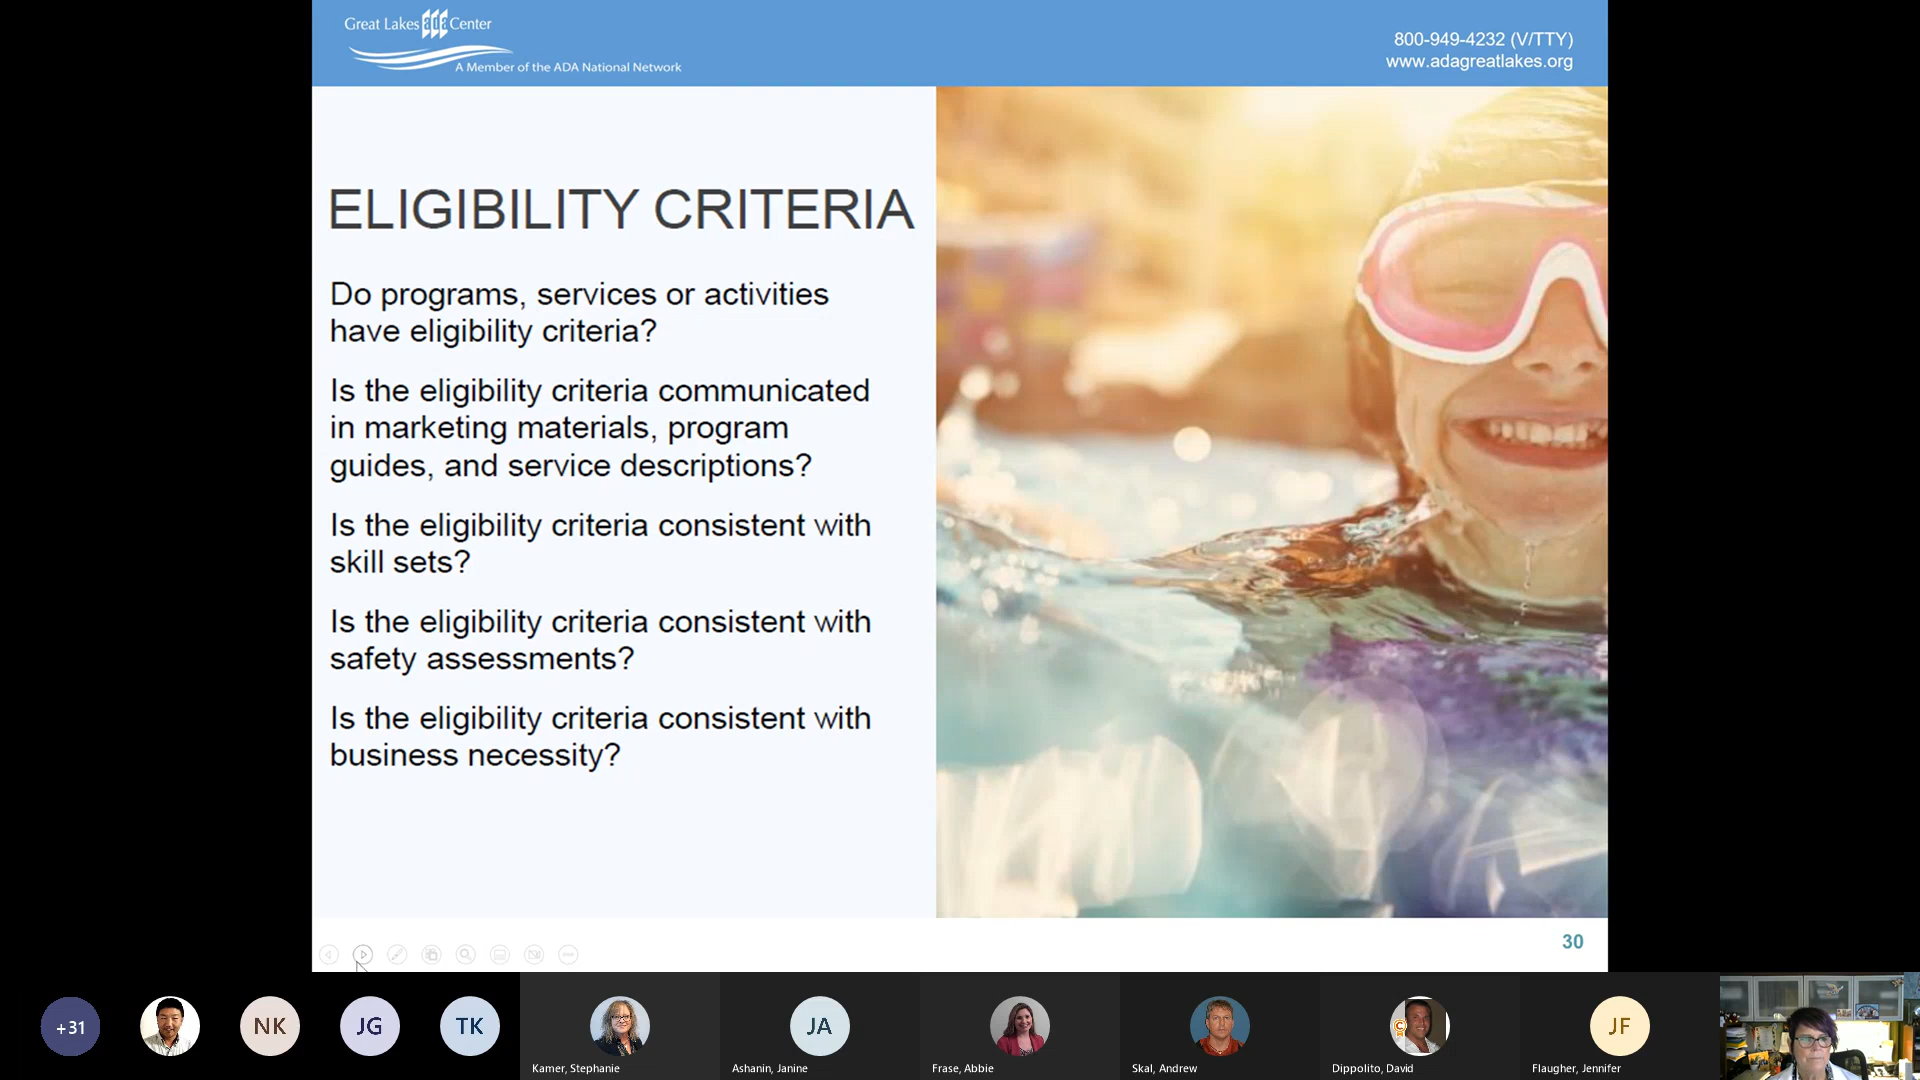 Great Lakes ada Center
A Member of the ADA National Network
800-949-4232 (V/TTY)
www.adagreatlakes.org
ELIGIBILITY CRITERIA
Do programs, services or activities
have eligibility criteria?
Is the eligibility criteria communicated
in marketing materials, program
guides, and service descriptions?
Is the eligibility criteria consistent with
skill sets?
Is the eligibility criteria consistent with
safety assessments?
Is the eligibility criteria consistent with
business necessity?
30
+31
NK
JG
TK
JA
JF
Kamer, Stephanie
Ashanin, Janine
Frase, Abbie
Skal, Andrew
Dippolito, David
Flaugher, Jennifer